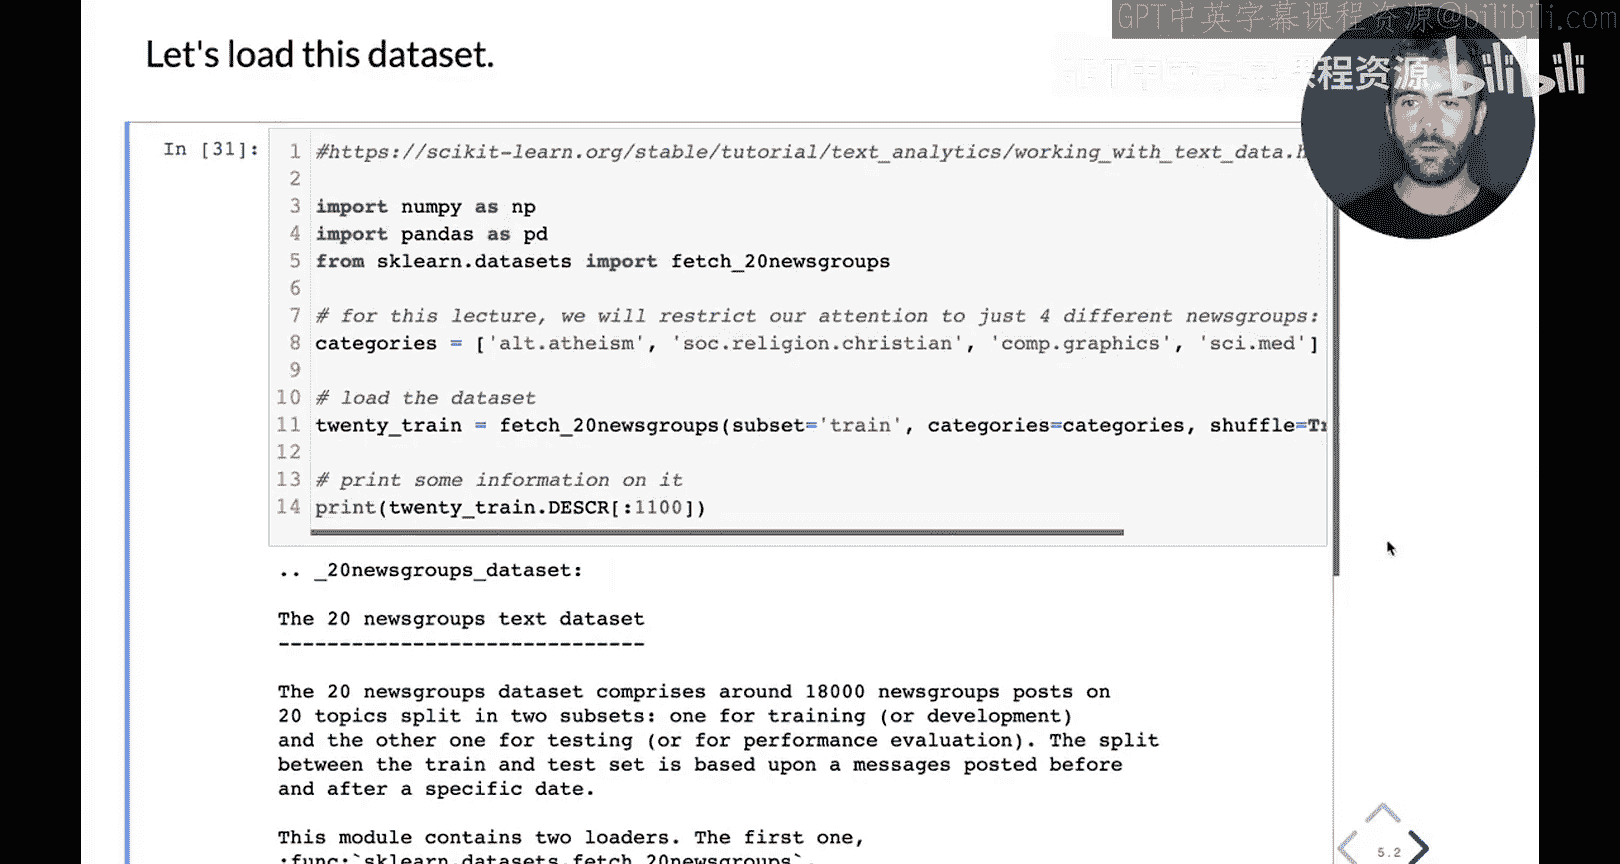 GPT中英字幕课程资源@bilibili.com
课程资源 bilibili
Let's load this dataset.
In [31]:
1 #https://scikit-learn.org/stable/tutorial/text_analytics/working_with_text_data.h
2
3 import numpy as np
4 import pandas as pd
5 from sklearn.datasets import fetch_20newsgroups
6
7 # for this lecture, we will restrict our attention to just 4 different newsgroups:
8 categories = ['alt.atheism', 'soc.religion.christian', 'comp.graphics', 'sci.med']
9
10 # load the dataset
11 twenty_train = fetch_20newsgroups(subset='train', categories=categories, shuffle=Tr
12
13 # print some information on it
14 print(twenty_train.DESCR[:1100])
.. _20newsgroups_dataset:
The 20 newsgroups text dataset
------------------------------
The 20 newsgroups dataset comprises around 18000 newsgroups posts on
20 topics split in two subsets: one for training (or development)
and the other one for testing (or for performance evaluation). The split
between the train and test set is based upon a messages posted before
and after a specific date.
This module contains two loaders. The first one,
:func:`sklearn.datasets.fetch_20newsgroups`,
5.2